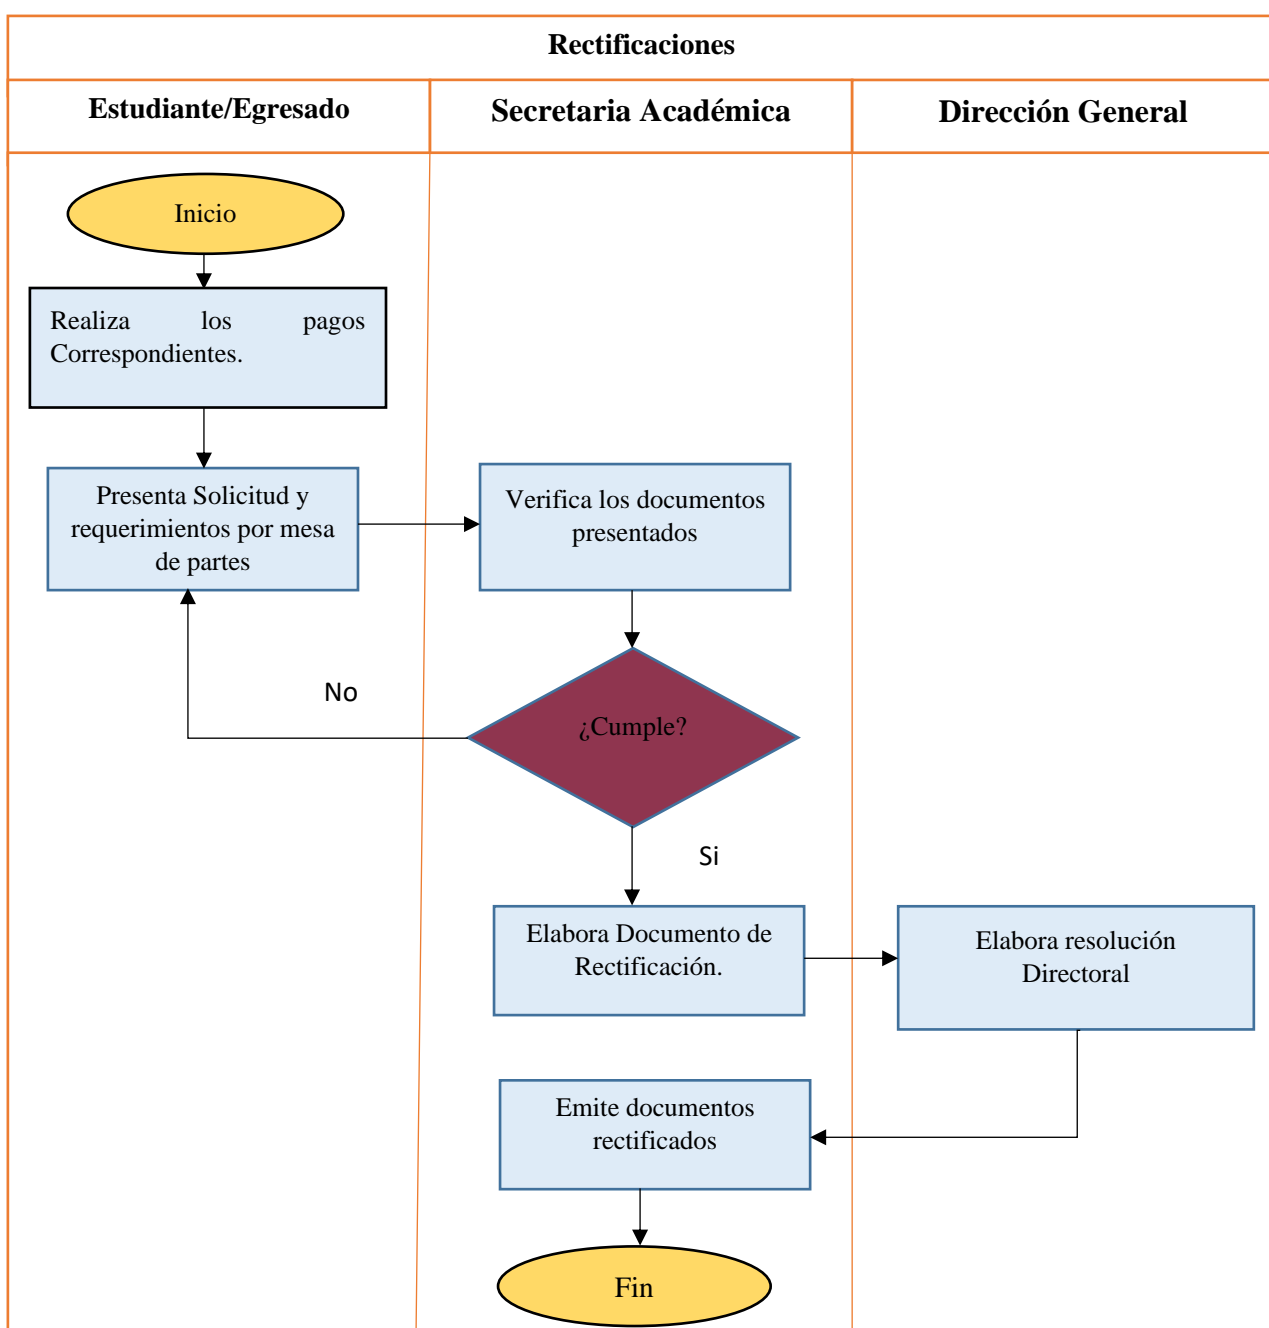 Rectificaciones
Estudiante/Egresado
Secretaria Académica
Dirección General
Inicio
Realiza los pagos
Correspondientes.
Presenta Solicitud y
requerimientos por mesa
de partes
Verifica los documentos
presentados
No
¿Cumple?
Si
Elabora Documento de
Rectificación.
Elabora resolución
Directoral
Emite documentos
rectificados
Fin